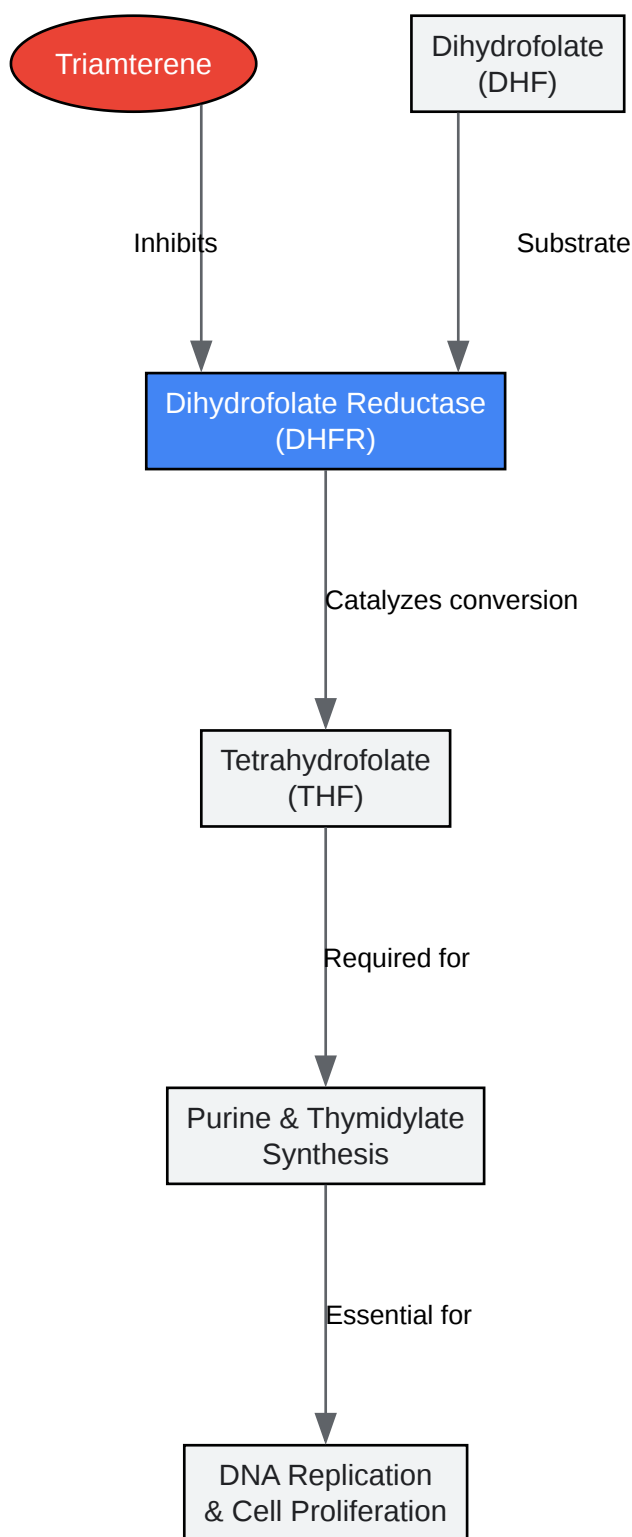 Triamterene
Dihydrofolate
(DHF)
Inhibits
Substrate
Dihydrofolate Reductase
(DHFR)
Catalyzes conversion
Tetrahydrofolate
(THF)
Required for
Purine & Thymidylate
Synthesis
Essential for
DNA Replication
& Cell Proliferation